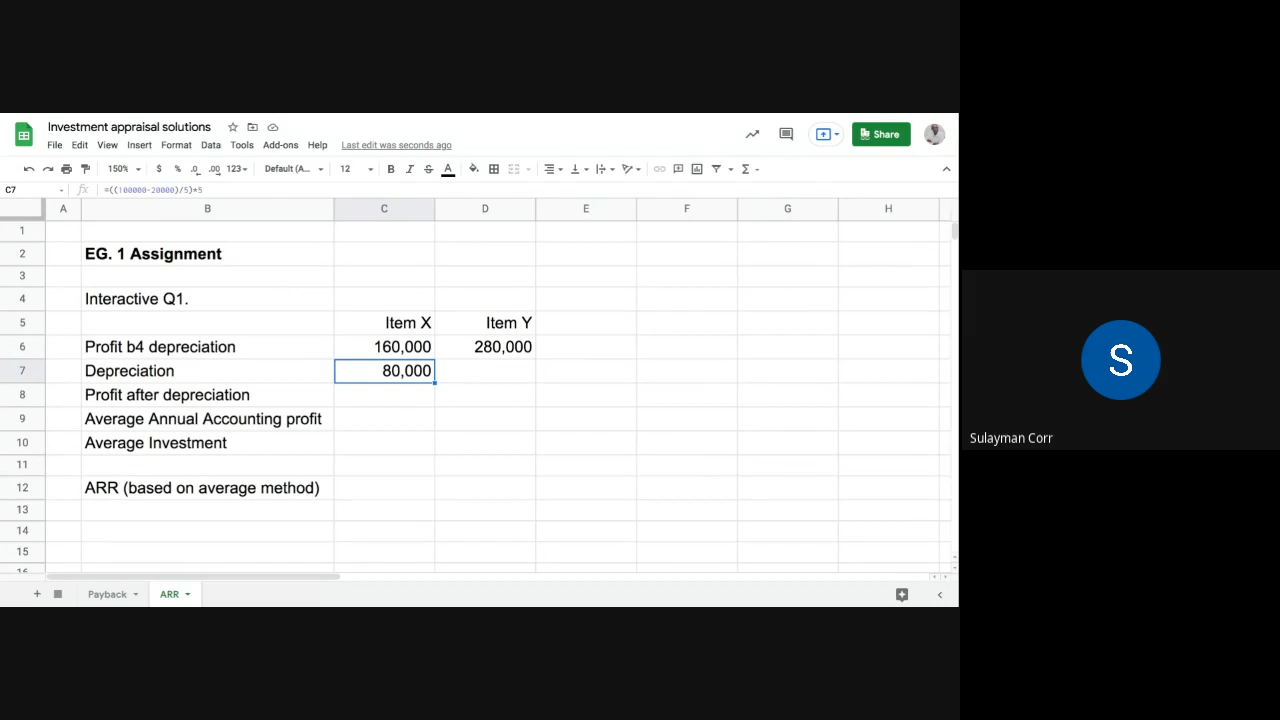 Investment appraisal solutions
File Edit View Insert Format Data Tools Add-ons Help Last edit was seconds ago
Share
150% $ % .0 .00 123 Default (A... 12 B I S A
C7 fx =((100000-20000)/5)*5
A B C D E F G H
1
2 EG. 1 Assignment
3
4 Interactive Q1.
5 Item X Item Y
6 Profit b4 depreciation 160,000 280,000
7 Depreciation 80,000
8 Profit after depreciation
9 Average Annual Accounting profit
10 Average Investment
11
12 ARR (based on average method)
13
14
15
16
+ Payback ARR
S
Sulayman Corr